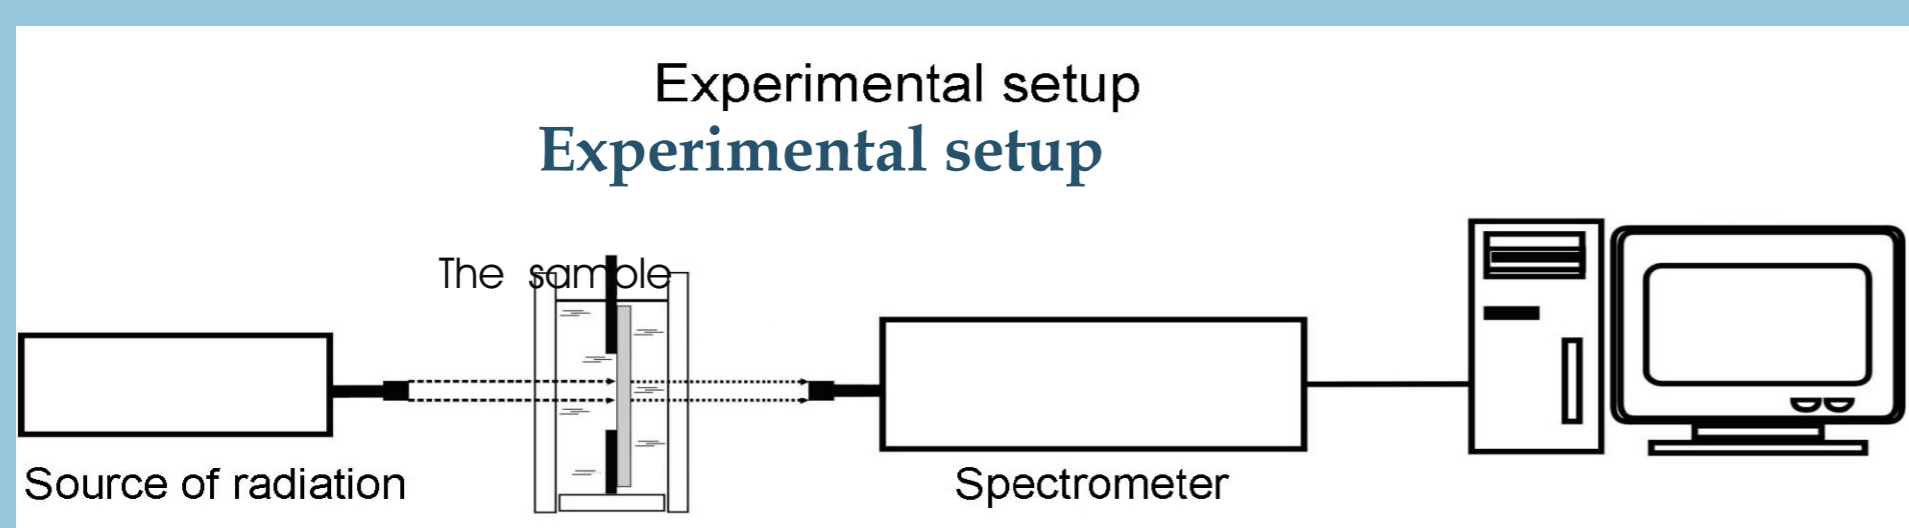 Experimental setup
Experimental setup
The sample
Source of radiation
Spectrometer